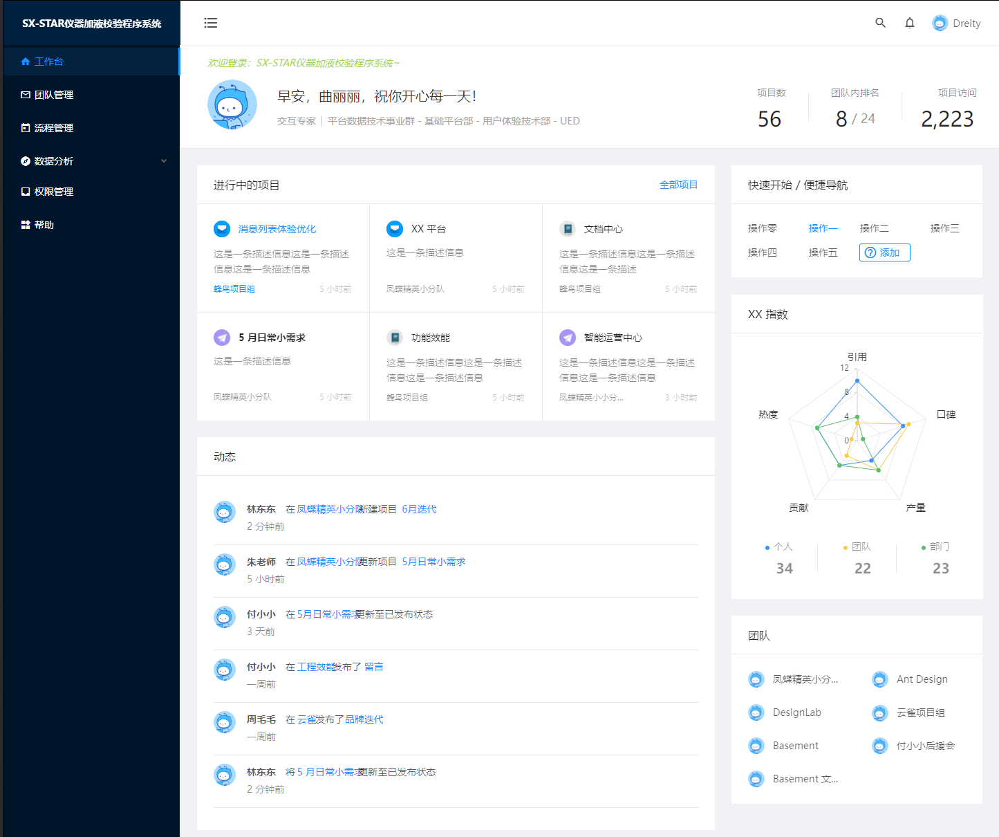 SX-STAR仪器加液校验程序系统
Dreity
工作台
团队管理
流程管理
数据分析
权限管理
帮助
欢迎登录：SX-STAR仪器加液校验程序系统~
早安，曲丽丽，祝你开心每一天！
交互专家 | 平台数据技术事业群 - 基础平台部 - 用户体验技术部 - UED
项目数
56
团队内排名
8 / 24
项目访问
2,223
进行中的项目
全部项目
消息列表体验优化
这是一条描述信息这是一条描述
信息这是一条描述信息
蜂鸟项目组
5 小时前
XX 平台
这是一条描述信息
凤蝶精英小分队
5 小时前
文档中心
这是一条描述信息这是一条描述
信息这是一条描述
蜂鸟项目组
5 小时前
5 月日常小需求
这是一条描述信息
凤蝶精英小分队
5 小时前
功能效能
这是一条描述信息这是一条描述
信息这是一条描述信息
蜂鸟项目组
5 小时前
智能运营中心
这是一条描述信息这是一条描述
信息这是一条描述信息
凤蝶精英小小分...
3 小时前
动态
林东东 在 凤蝶精英小分队新建项目 6月迭代
2 分钟前
朱老师 在 凤蝶精英小分队更新项目 5月日常小需求
5 小时前
付小小 在 5月日常小需求更新至已发布状态
3 天前
付小小 在 工程效能发布了 留言
一周前
周毛毛 在 云雀发布了品牌迭代
一周前
林东东 将 5 月日常小需求更新至已发布状态
2 分钟前
快速开始 / 便捷导航
操作零 操作一 操作二 操作三
操作四 操作五 添加
XX 指数
引用
12
8
4
0
热度
口碑
贡献
产量
个人
34
团队
22
部门
23
团队
凤蝶精英小分...
Ant Design
DesignLab
云雀项目组
Basement
付小小后援会
Basement 文...